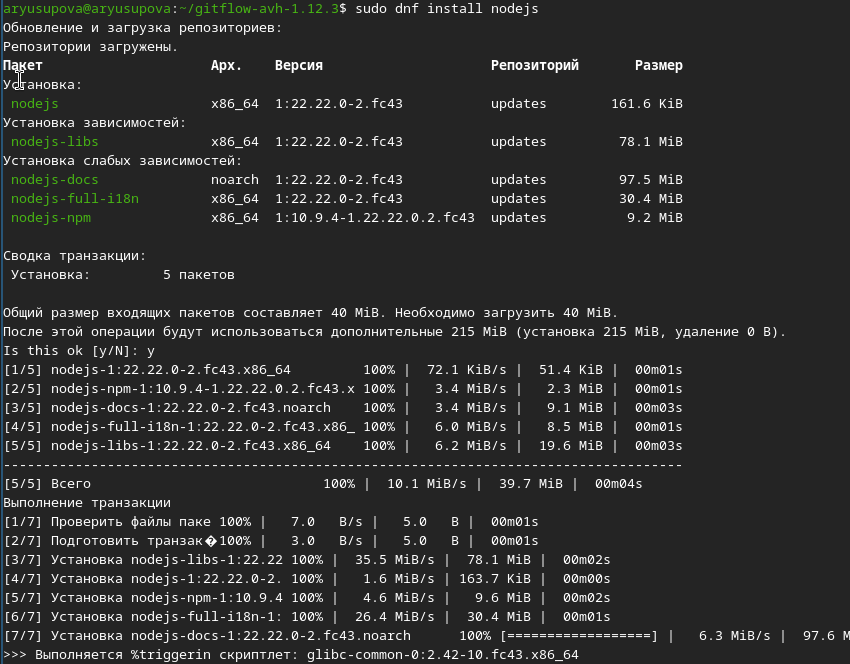 aryusupova@aryusupova:~/gitflow-avh-1.12.3$ sudo dnf install nodejs
Обновление и загрузка репозиториев:
Репозитории загружены.
Пакет Арх. Версия Репозиторий Размер
Установка:
nodejs x86_64 1:22.22.0-2.fc43 updates 161.6 KiB
Установка зависимостей:
nodejs-libs x86_64 1:22.22.0-2.fc43 updates 78.1 MiB
Установка слабых зависимостей:
nodejs-docs noarch 1:22.22.0-2.fc43 updates 97.5 MiB
nodejs-full-i18n x86_64 1:22.22.0-2.fc43 updates 30.4 MiB
nodejs-npm x86_64 1:10.9.4-1.22.22.0.2.fc43 updates 9.2 MiB
Сводка транзакции:
Установка: 5 пакетов
Общий размер входящих пакетов составляет 40 MiB. Необходимо загрузить 40 MiB.
После этой операции будут использоваться дополнительные 215 MiB (установка 215 MiB, удаление 0 B).
Is this ok [y/N]: y
[1/5] nodejs-1:22.22.0-2.fc43.x86_64 100% | 72.1 KiB/s | 51.4 KiB | 00m01s
[2/5] nodejs-npm-1:10.9.4-1.22.22.0.2.fc43.x 100% | 3.4 MiB/s | 2.3 MiB | 00m01s
[3/5] nodejs-docs-1:22.22.0-2.fc43.noarch 100% | 3.4 MiB/s | 9.1 MiB | 00m03s
[4/5] nodejs-full-i18n-1:22.22.0-2.fc43.x86_ 100% | 6.0 MiB/s | 8.5 MiB | 00m01s
[5/5] nodejs-libs-1:22.22.0-2.fc43.x86_64 100% | 6.2 MiB/s | 19.6 MiB | 00m03s
-------------------------------------------------------------------------------------
[5/5] Всего 100% | 10.1 MiB/s | 39.7 MiB | 00m04s
Выполнение транзакции
[1/7] Проверить файлы паке 100% | 7.0 B/s | 5.0 B | 00m01s
[2/7] Подготовить транзак�100% | 3.0 B/s | 5.0 B | 00m01s
[3/7] Установка nodejs-libs-1:22.22 100% | 35.5 MiB/s | 78.1 MiB | 00m02s
[4/7] Установка nodejs-1:22.22.0-2. 100% | 1.6 MiB/s | 163.7 KiB | 00m00s
[5/7] Установка nodejs-npm-1:10.9.4 100% | 4.6 MiB/s | 9.6 MiB | 00m02s
[6/7] Установка nodejs-full-i18n-1: 100% | 26.4 MiB/s | 30.4 MiB | 00m01s
[7/7] Установка nodejs-docs-1:22.22.0-2.fc43.noarch 100% [==================] | 6.3 MiB/s | 97.6 M
>>> Выполняется %triggerin скриптлет: glibc-common-0:2.42-10.fc43.x86_64